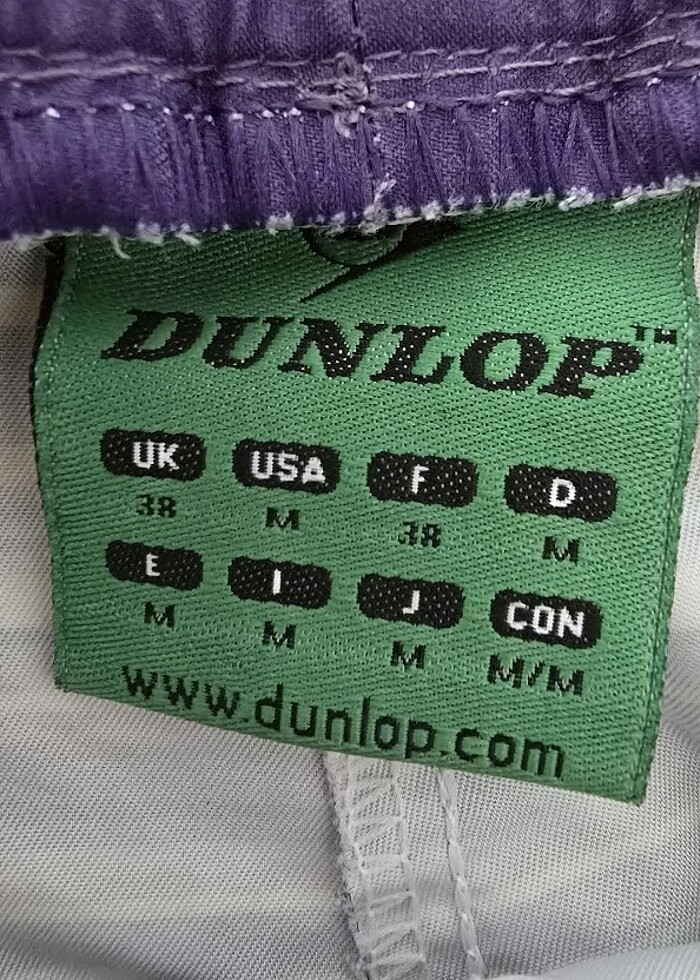 DUNLOP™
UK USA F D
38 M 38 M
E I J CON
M M M M/M
www.dunlop.com